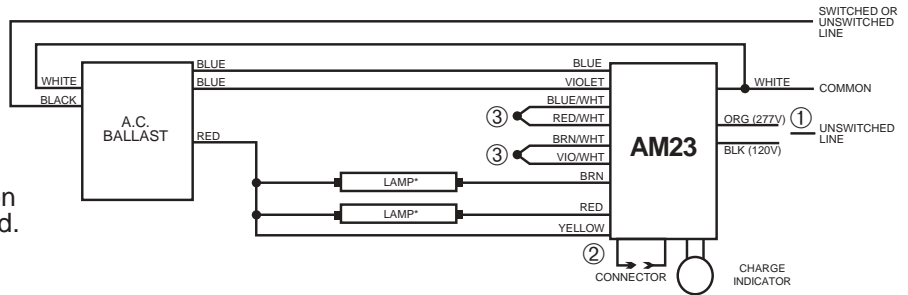 SWITCHED OR
UNSWITCHED
LINE
BLUE
BLUE
WHITE
BLUE
VIOLET
WHITE
COMMON
BLACK
A.C.
BALLAST
BLUE/WHT
③
RED/WHT
AM23
ORG (277V)
①
UNSWITCHED
LINE
RED
BRN/WHT
③
VIO/WHT
BLK (120V)
LAMP*
BRN
LAMP*
RED
YELLOW
en
d.
②
CONNECTOR
CHARGE
INDICATOR